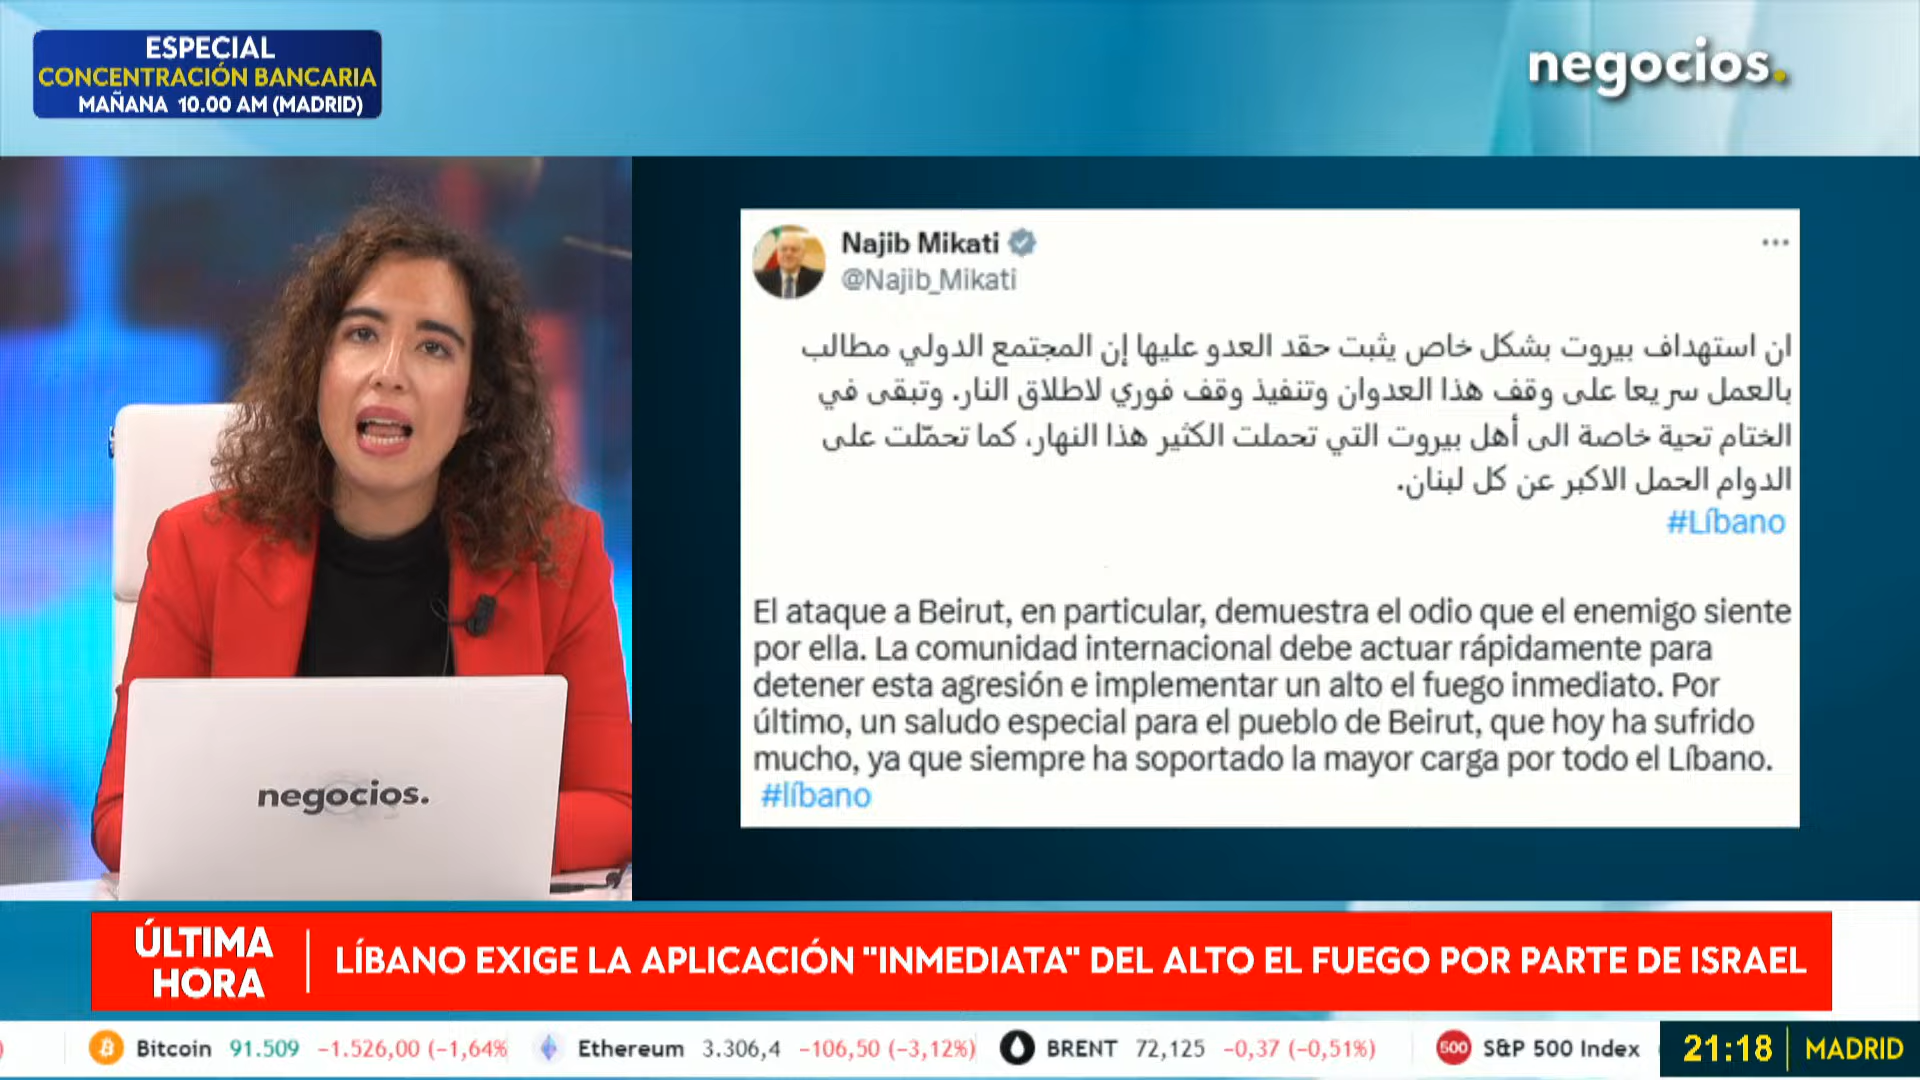 ESPECIAL
CONCENTRACIÓN BANCARIA
MAÑANA 10.00 AM (MADRID)
negocios.
Najib Mikati
@Najib_Mikati
ان استهداف بيروت بشكل خاص يثبت حقد العدو عليها إن المجتمع الدولي مطالب
بالعمل سريعا على وقف هذا العدوان وتنفيذ وقف فوري لاطلاق النار. وتبقى في
الختام تحية خاصة الى أهل بيروت التي تحملت الكثير هذا النهار، كما تحمّلت على
الدوام الحمل الاكبر عن كل لبنان.
#Líbano
El ataque a Beirut, en particular, demuestra el odio que el enemigo siente
por ella. La comunidad internacional debe actuar rápidamente para
detener esta agresión e implementar un alto el fuego inmediato. Por
último, un saludo especial para el pueblo de Beirut, que hoy ha sufrido
mucho, ya que siempre ha soportado la mayor carga por todo el Líbano.
#líbano
negocios.
ÚLTIMA
HORA
LÍBANO EXIGE LA APLICACIÓN "INMEDIATA" DEL ALTO EL FUEGO POR PARTE DE ISRAEL
) Bitcoin 91.509 -1.526,00 (-1,64% Ethereum 3.306,4 -106,50 (-3,12%) BRENT 72,125 -0,37 (-0,51%) 500 S&P 500 Index 21:18 MADRID